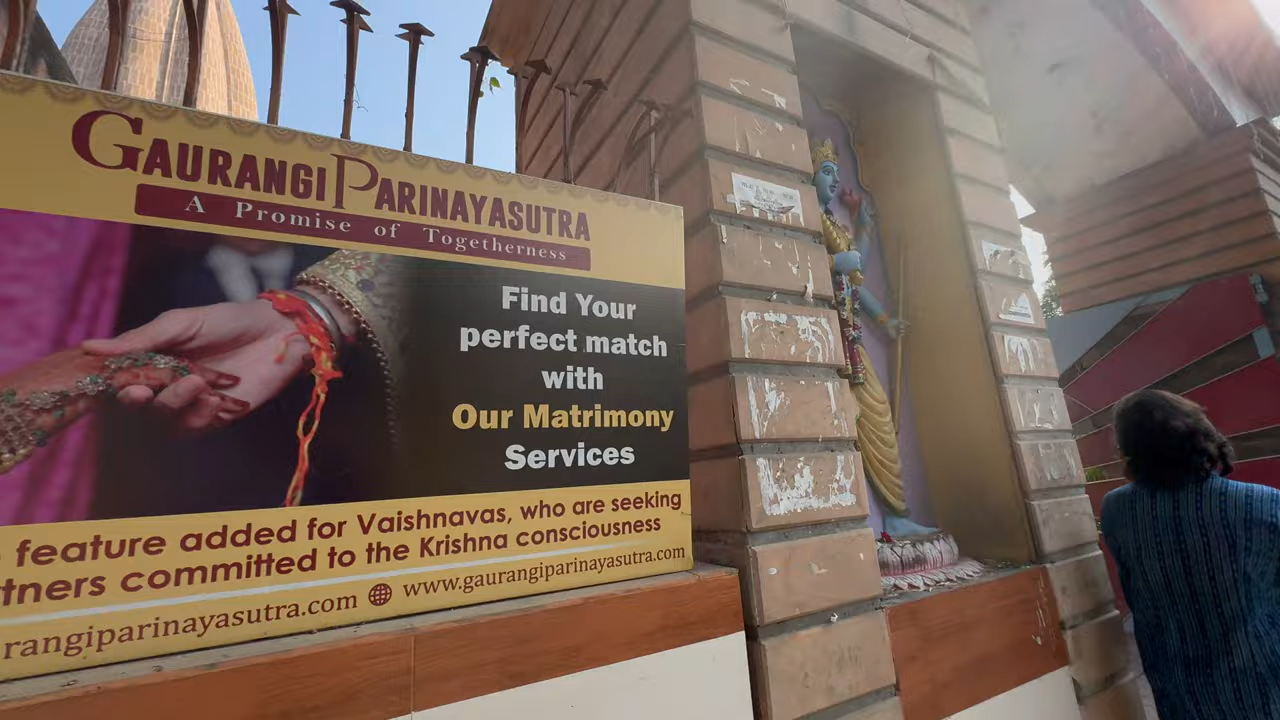 GAURANGI PARINAYASUTRA
A Promise of Togetherness
Find Your
perfect match
with
Our Matrimony
Services
feature added for Vaishnavas, who are seeking
tners committed to the Krishna consciousness
rangiparinayasutra.com www.gaurangiparinayasutra.com